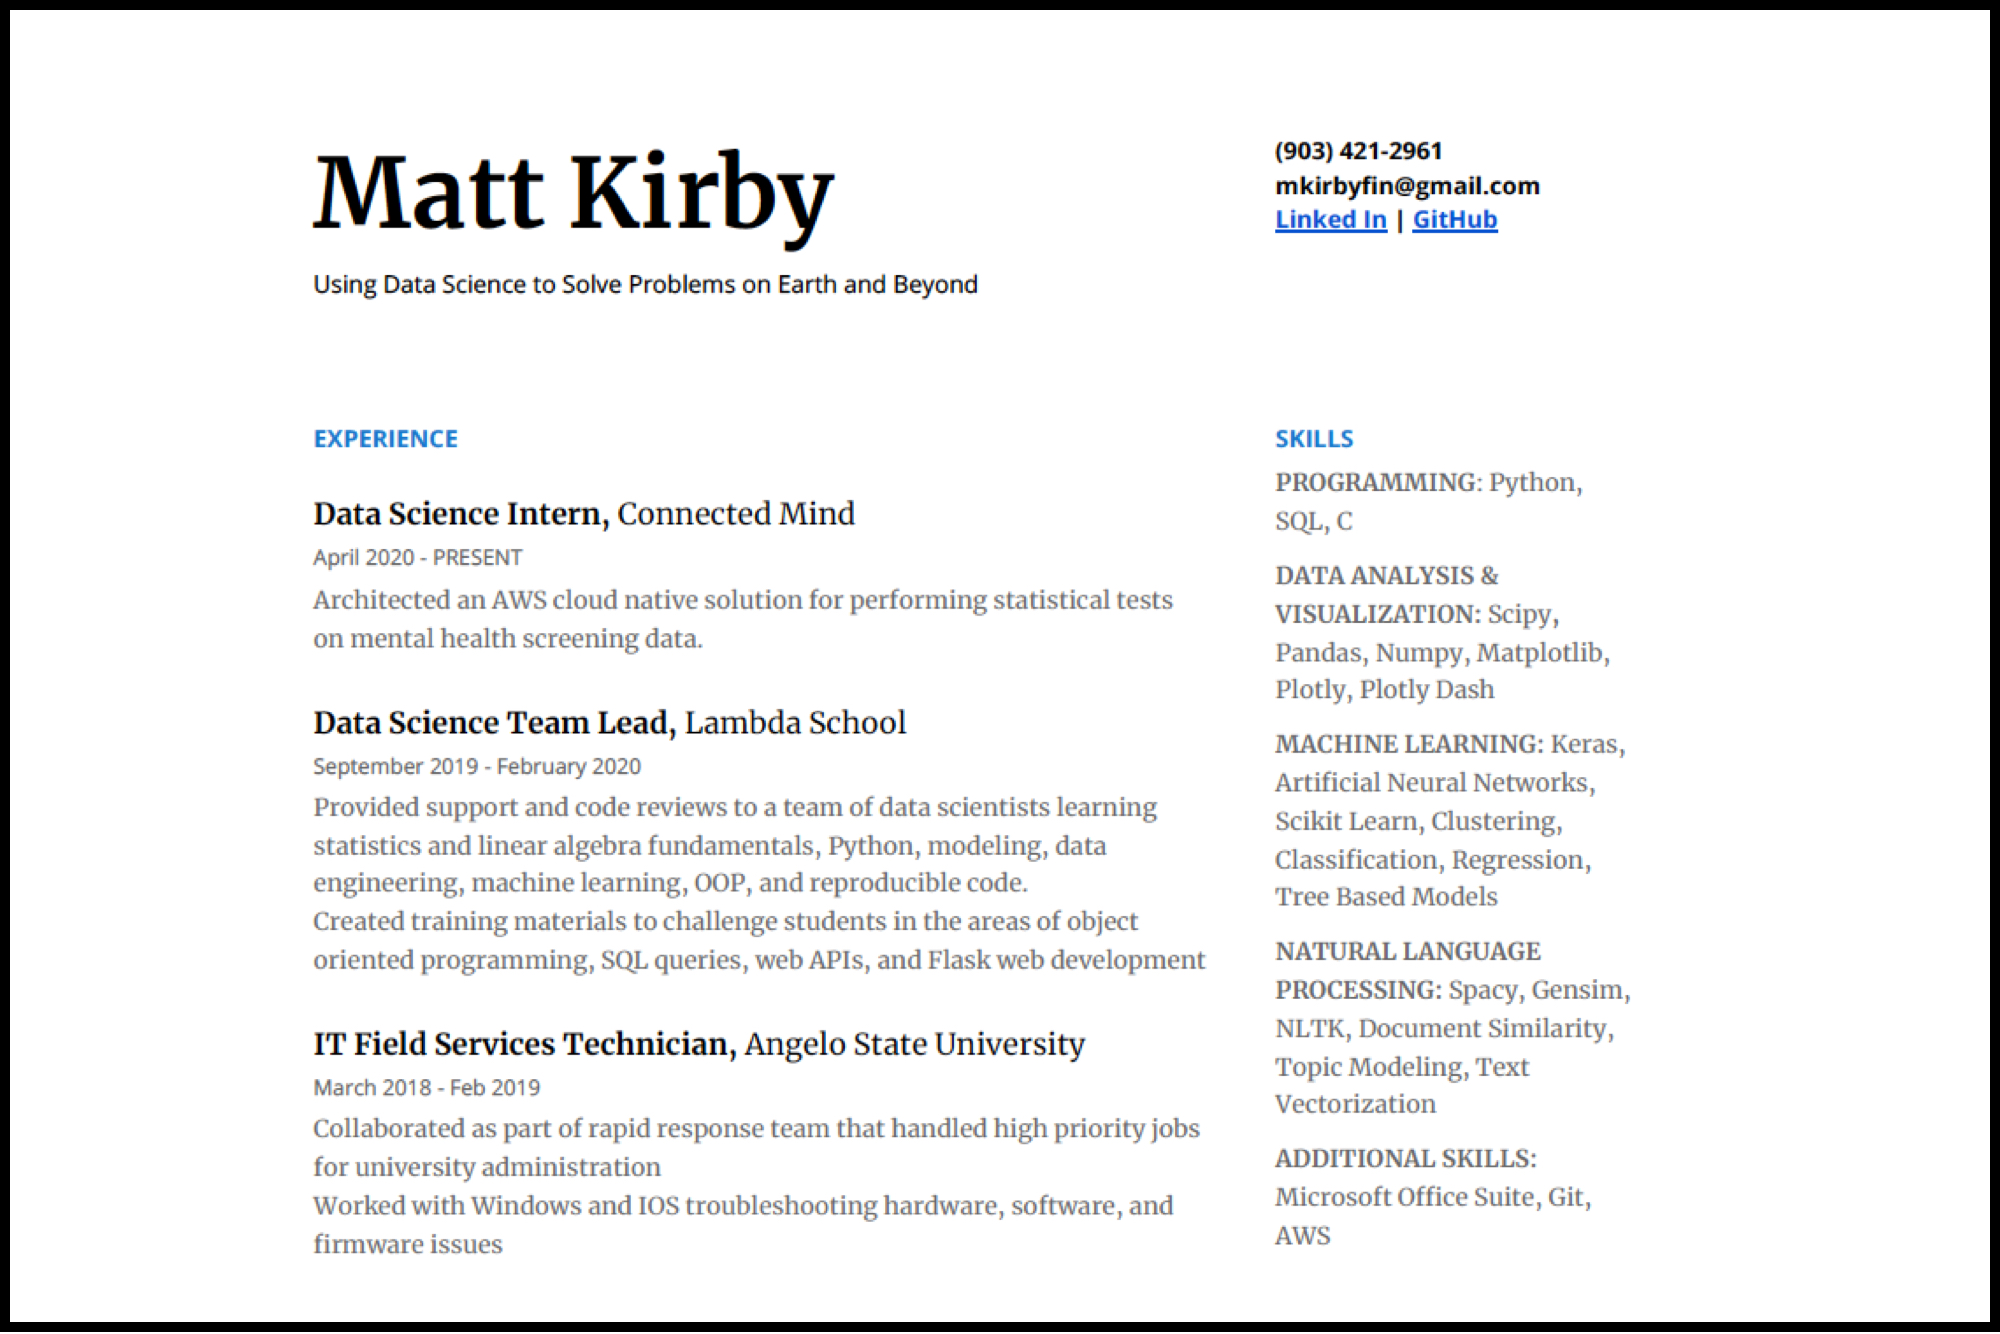 Matt Kirby
Using Data Science to Solve Problems on Earth and Beyond
(903) 421-2961
mkirbyfin@gmail.com
Linked In | GitHub
EXPERIENCE
Data Science Intern, Connected Mind
April 2020 - PRESENT
Architected an AWS cloud native solution for performing statistical tests
on mental health screening data.
Data Science Team Lead, Lambda School
September 2019 - February 2020
Provided support and code reviews to a team of data scientists learning
statistics and linear algebra fundamentals, Python, modeling, data
engineering, machine learning, OOP, and reproducible code.
Created training materials to challenge students in the areas of object
oriented programming, SQL queries, web APIs, and Flask web development
IT Field Services Technician, Angelo State University
March 2018 - Feb 2019
Collaborated as part of rapid response team that handled high priority jobs
for university administration
Worked with Windows and IOS troubleshooting hardware, software, and
firmware issues
SKILLS
PROGRAMMING: Python,
SQL, C
DATA ANALYSIS &
VISUALIZATION: Scipy,
Pandas, Numpy, Matplotlib,
Plotly, Plotly Dash
MACHINE LEARNING: Keras,
Artificial Neural Networks,
Scikit Learn, Clustering,
Classification, Regression,
Tree Based Models
NATURAL LANGUAGE
PROCESSING: Spacy, Gensim,
NLTK, Document Similarity,
Topic Modeling, Text
Vectorization
ADDITIONAL SKILLS:
Microsoft Office Suite, Git,
AWS